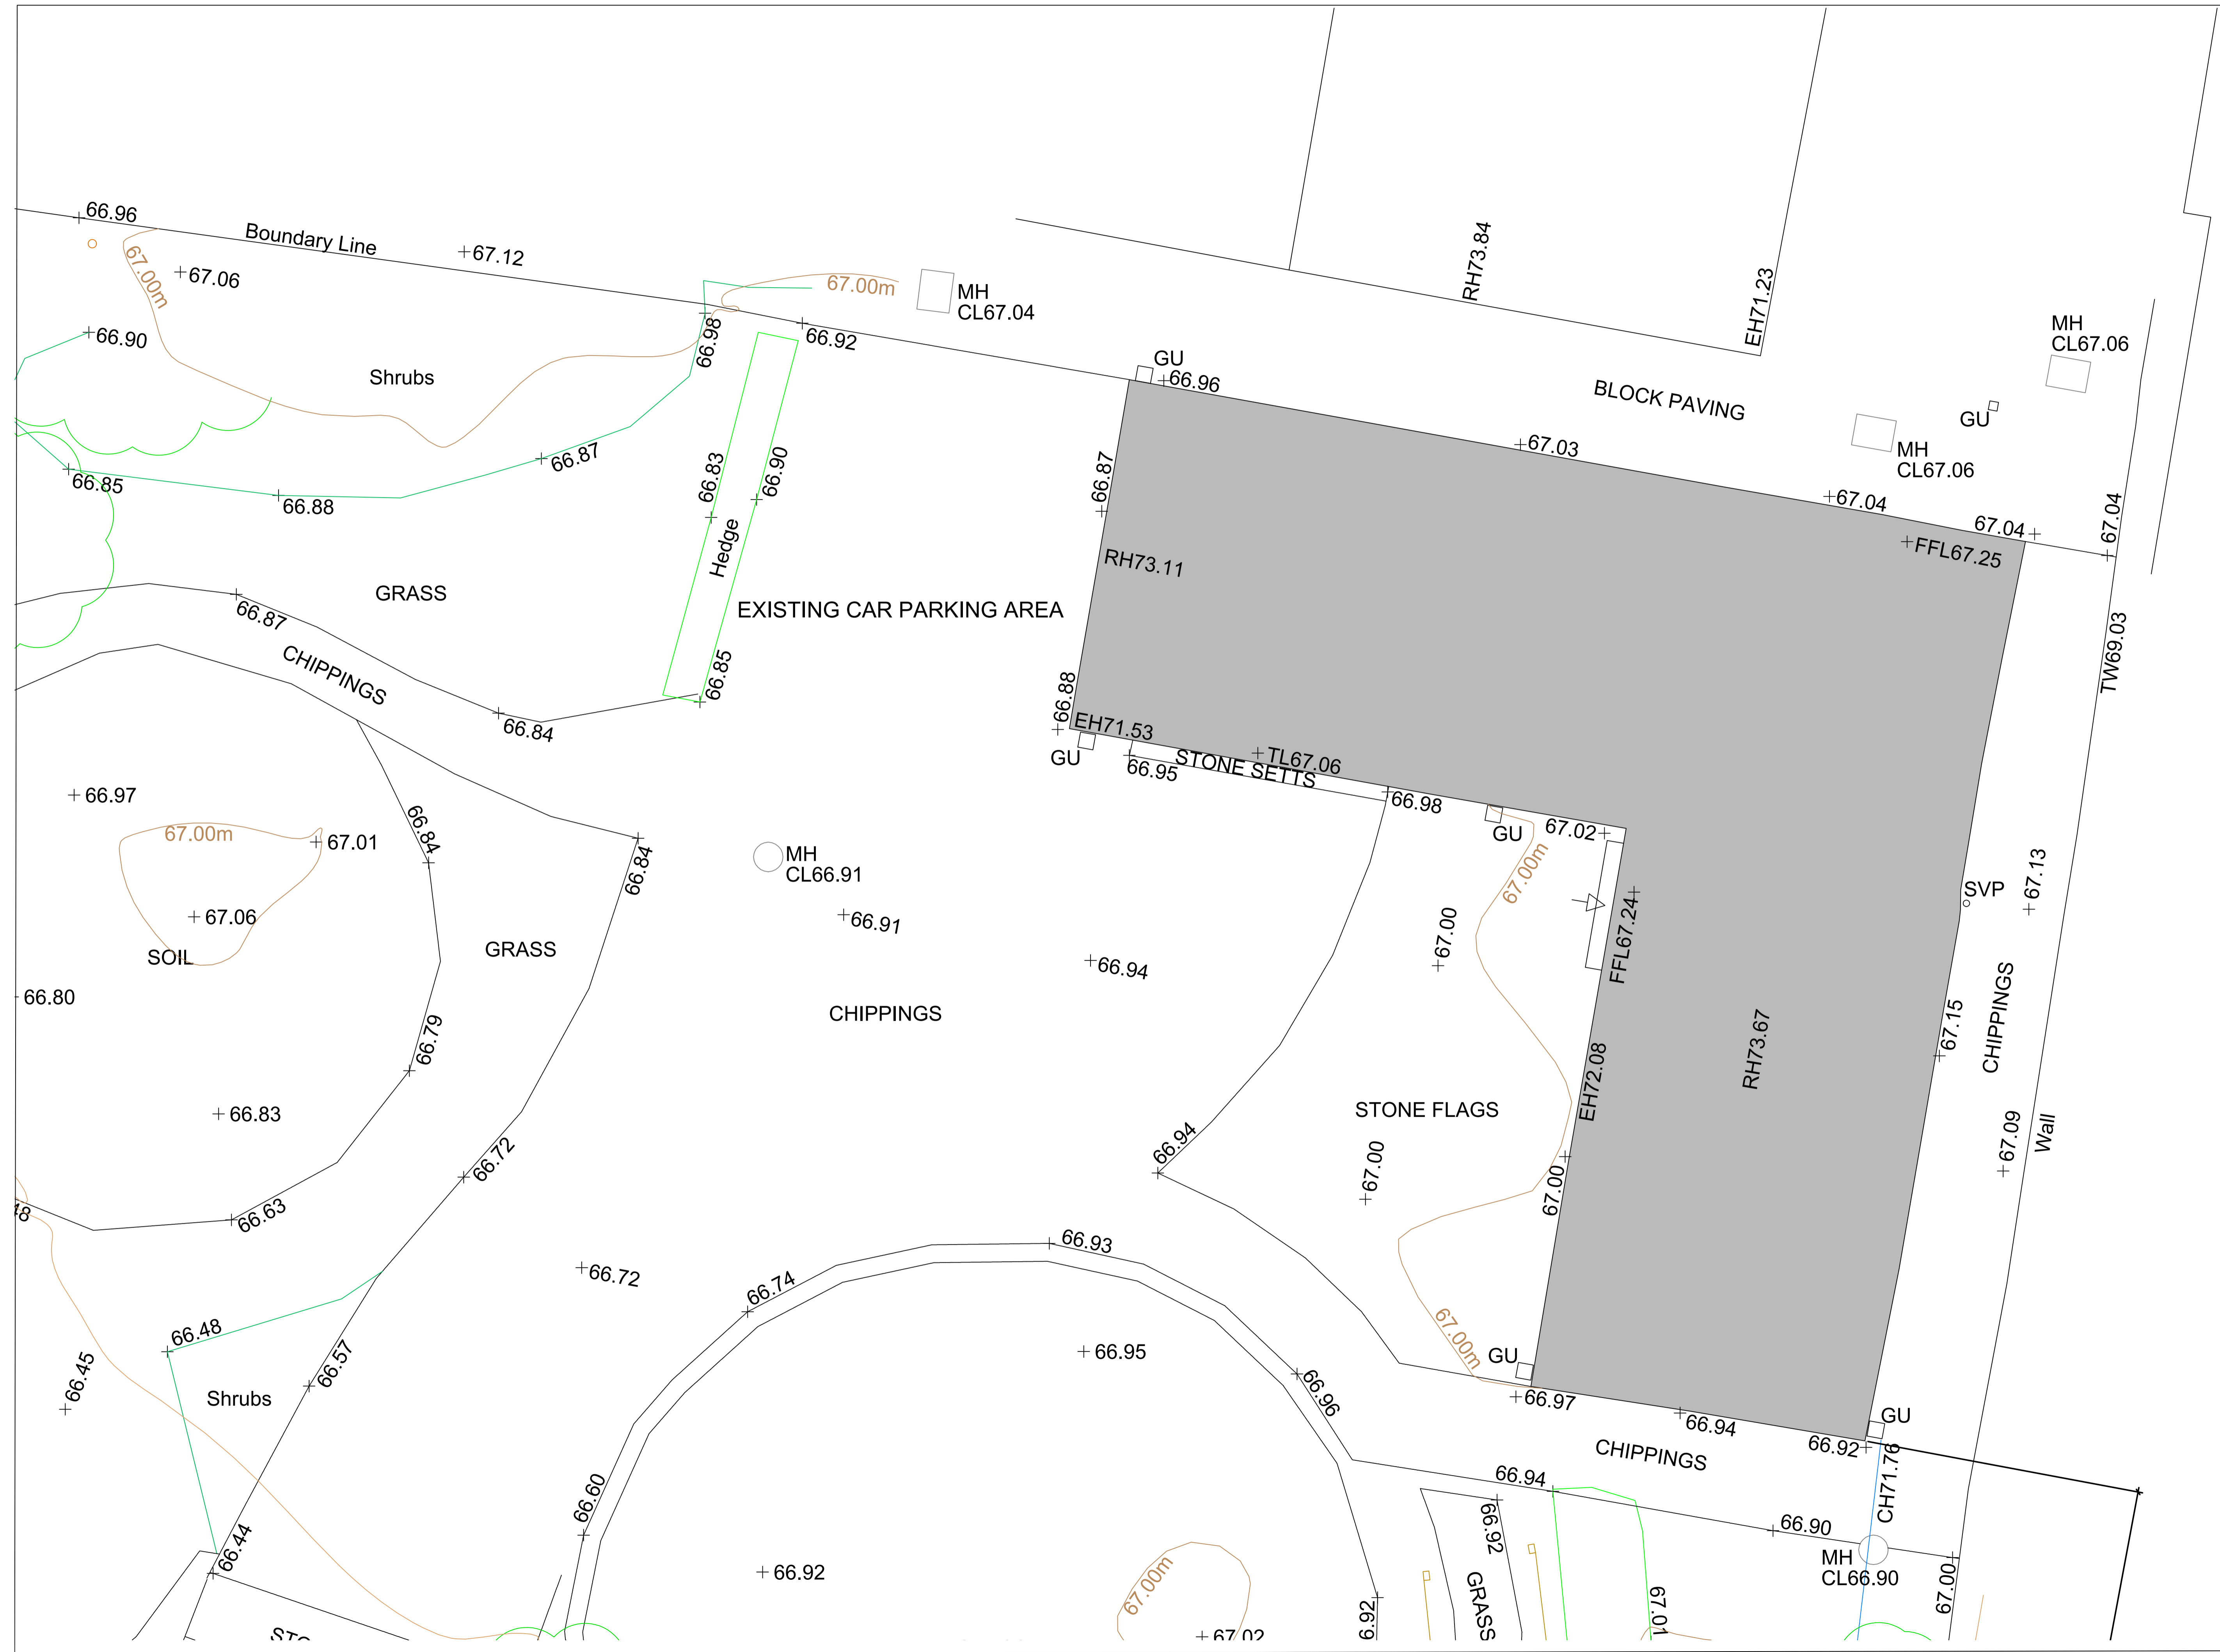 66.96
Boundary Line
67.12
67.00m
67.06
67.00m
MH
CL67.04
RH73.84
EH71.23
MH
CL67.06
66.90
Shrubs
66.98
66.92
GU
66.96
BLOCK PAVING
GU
67.03
MH
CL67.06
66.87
66.85
66.88
66.83
66.90
Hedge
66.87
67.04
67.04
67.04
FFL67.25
RH73.11
66.87
GRASS
EXISTING CAR PARKING AREA
TW69.03
CHIPPINGS
66.84
66.85
66.88
EH71.53
GU
66.95
STONE SETTS
TL67.06
66.98
GU
67.02
66.97
67.00m
67.01
66.84
66.84
MH
CL66.91
67.00m
SVP
67.13
67.06
SOIL
GRASS
66.91
66.94
67.00
FFL67.24
66.80
CHIPPINGS
CHIPPINGS
66.79
RH73.67
67.15
EH72.08
66.83
STONE FLAGS
67.09
Wall
66.72
66.94
67.00
67.00
66.63
66.72
66.93
66.74
66.48
66.57
66.45
Shrubs
66.95
66.96
67.00m
GU
66.97
66.94
66.92
GU
CHIPPINGS
CH71.76
66.94
66.92
66.90
66.60
66.44
66.92
67.00m
MH
CL66.90
67.00
GRASS
67.01
6.92
67.02